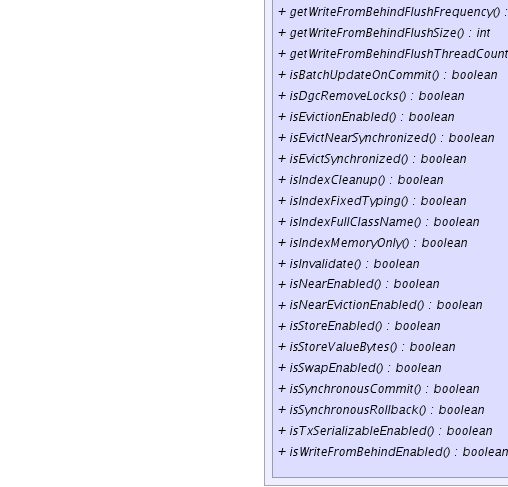 + getWriteFromBehindFlushFrequency() :
+ getWriteFromBehindFlushSize() : int
+ getWriteFromBehindFlushThreadCount
+ isBatchUpdateOnCommit() : boolean
+ isDgcRemoveLocks() : boolean
+ isEvictionEnabled() : boolean
+ isEvictNearSynchronized() : boolean
+ isEvictSynchronized() : boolean
+ isIndexCleanup() : boolean
+ isIndexFixedTyping() : boolean
+ isIndexFullClassName() : boolean
+ isIndexMemoryOnly() : boolean
+ isInvalidate() : boolean
+ isNearEnabled() : boolean
+ isNearEvictionEnabled() : boolean
+ isStoreEnabled() : boolean
+ isStoreValueBytes() : boolean
+ isSwapEnabled() : boolean
+ isSynchronousCommit() : boolean
+ isSynchronousRollback() : boolean
+ isTxSerializableEnabled() : boolean
+ isWriteFromBehindEnabled() : boolean